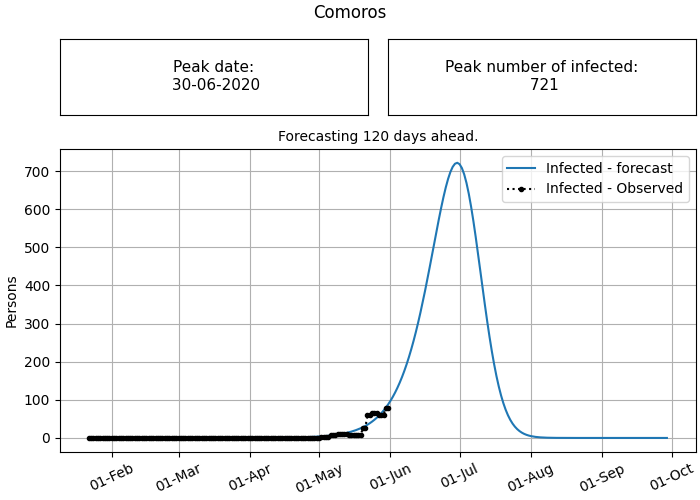 Comoros
Peak date:
30-06-2020
Peak number of infected:
721
Forecasting 120 days ahead.
Infected - forecast
Infected - Observed
Persons
700
600
500
400
300
200
100
0
01-Feb
01-Mar
01-Apr
01-May
01-Jun
01-Jul
01-Aug
01-Sep
01-Oct